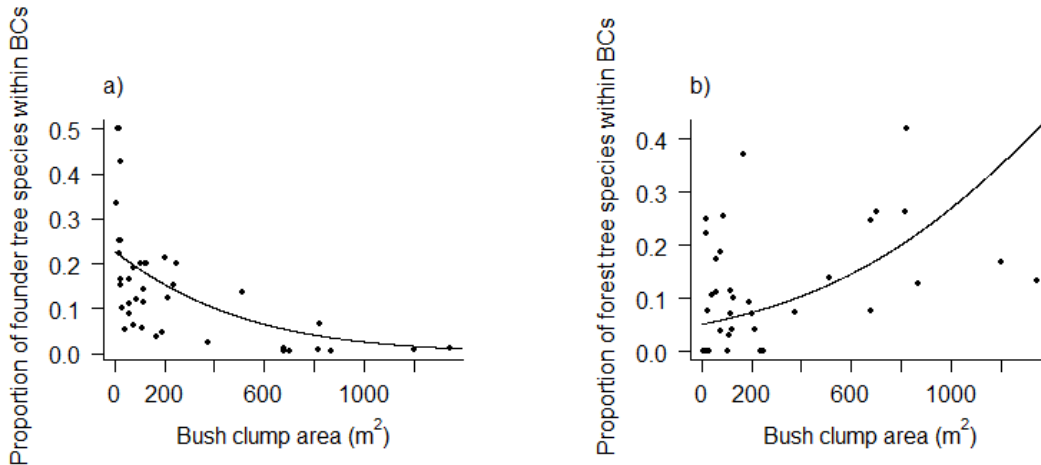 Proportion of founder tree species within BCs
a)
0.5
0.4
0.3
0.2
0.1
0.0
0 200 600 1000
Bush clump area (m²)
Proportion of forest tree species within BCs
b)
0.4
0.3
0.2
0.1
0.0
0 200 600 1000
Bush clump area (m²)